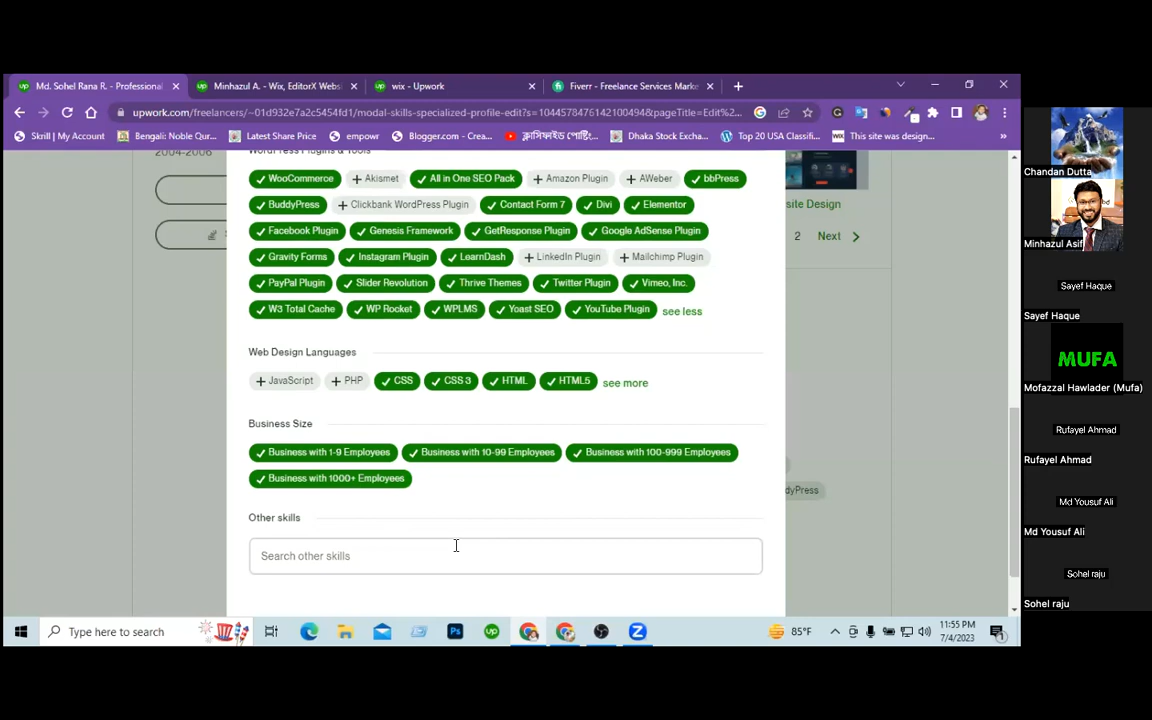 Md. Sohel Rana R. - Professional
Minhazul A. - Wix, EditorX Websi
wix - Upwork
Fiverr - Freelance Services Marke
upwork.com/freelancers/~01d932e7a2c5454fd1/modal-skills-specialized-profile-edit?s=1044578476142100494&pageTitle=Edit%2...
Skrill | My Account
Bengali: Noble Qur...
Latest Share Price
empowr
Blogger.com - Crea...
ক্লাসিফাইড পোস্টিং...
Dhaka Stock Excha...
Top 20 USA Classifi...
This site was design...
2004-2006
WordPress Plugins & Tools
WooCommerce Akismet All in One SEO Pack Amazon Plugin AWeber bbPress
BuddyPress Clickbank WordPress Plugin Contact Form 7 Divi Elementor
Facebook Plugin Genesis Framework GetResponse Plugin Google AdSense Plugin
Gravity Forms Instagram Plugin LearnDash LinkedIn Plugin Mailchimp Plugin
PayPal Plugin Slider Revolution Thrive Themes Twitter Plugin Vimeo, Inc.
W3 Total Cache WP Rocket WPLMS Yoast SEO YouTube Plugin see less
Web Design Languages
JavaScript PHP CSS CSS 3 HTML HTML5 see more
Business Size
Business with 1-9 Employees Business with 10-99 Employees Business with 100-999 Employees
Business with 1000+ Employees
Other skills
Search other skills
site Design
2 Next
dyPress
Type here to search
Ps
up
85°F
11:55 PM
7/4/2023
1
Chandan Dutta
bd
Minhazul Asif
Sayef Haque
Sayef Haque
MUFA
Mofazzal Hawlader (Mufa)
Rufayel Ahmad
Rufayel Ahmad
Md Yousuf Ali
Md Yousuf Ali
Sohel raju
Sohel raju